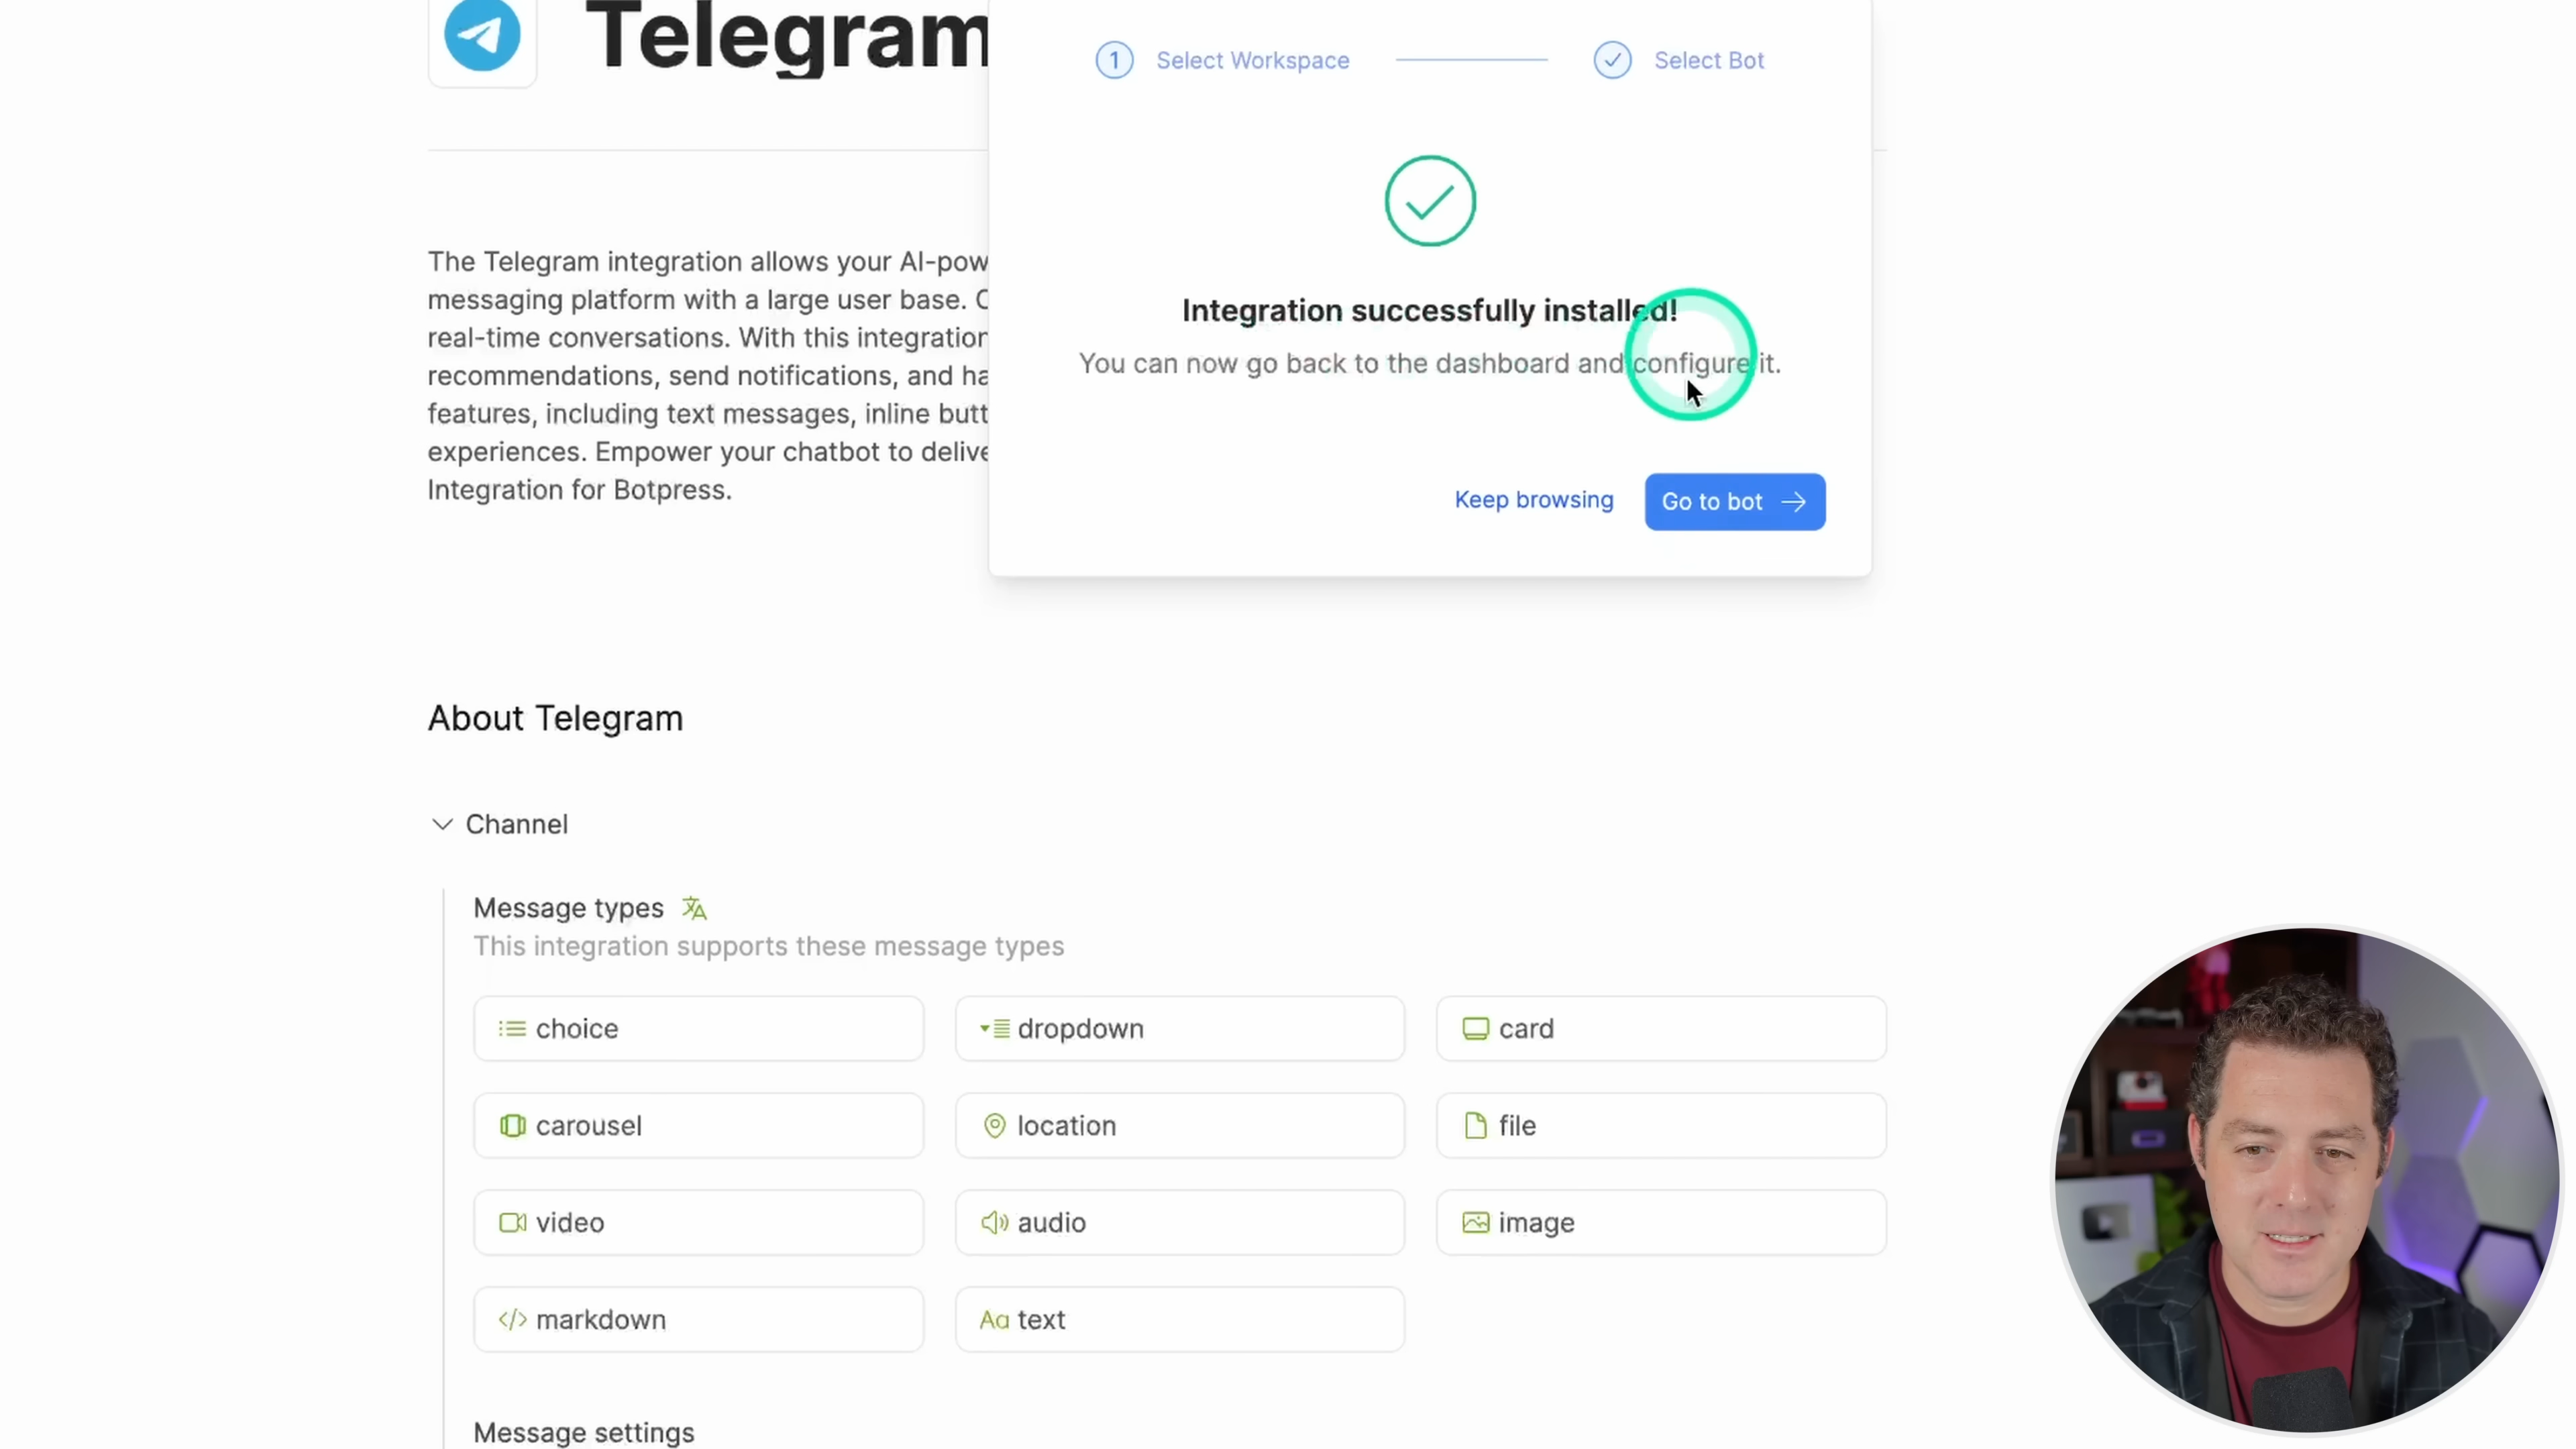 Telegram
1 Select Workspace
Select Bot
Integration successfully installed!
You can now go back to the dashboard and configure it.
Keep browsing
Go to bot
The Telegram integration allows your AI-pow
messaging platform with a large user base. C
real-time conversations. With this integration
recommendations, send notifications, and ha
features, including text messages, inline butt
experiences. Empower your chatbot to delive
Integration for Botpress.
About Telegram
Channel
Message types
This integration supports these message types
choice
dropdown
card
carousel
location
file
video
audio
image
markdown
Aa text
Message settings